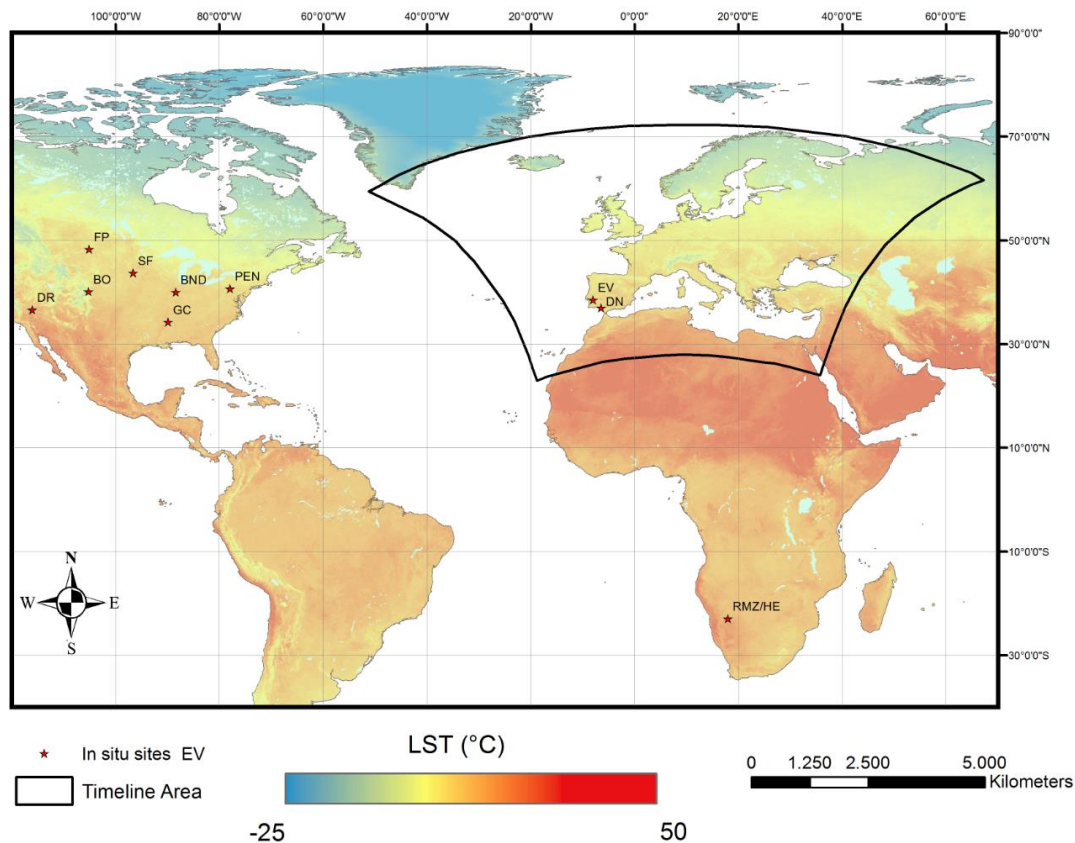 100°0'0"W 80°0'0"W 60°0'0"W 40°0'0"W 20°0'0"W 0°0'0" 20°0'0"E 40°0'0"E 60°0'0"E
90°0'0"
70°0'0"N
50°0'0"N
FP
SF
BO
BND
PEN
EV
DR
GC
DN
30°0'0"N
10°0'0"N
10°0'0"S
N
W E
S
RMZ/HE
30°0'0"S
In situ sites EV
LST (°C)
Timeline Area
0 1.250 2.500 5.000
Kilometers
-25 50